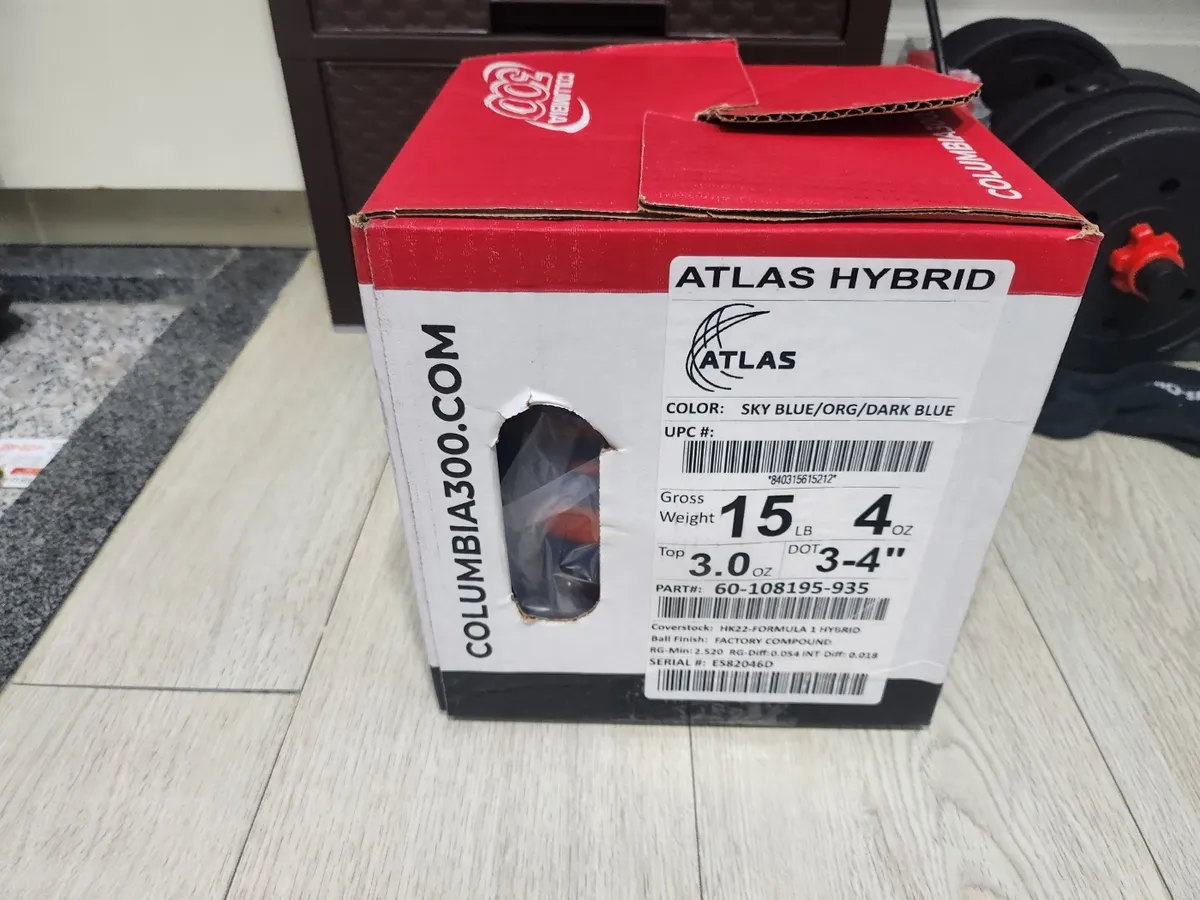 COLUMBIA
300
COLUMBIA300
COLUMBIA300.COM
ATLAS HYBRID
ATLAS
COLOR: SKY BLUE/ORG/DARK BLUE
UPC #:
*840315615212*
Gross Weight 15 LB 4 OZ
Top 3.0 OZ DOT 3-4"
PART#: 60-108195-935
Coverstock: HK22-FORMULA 1 HYBRID
Ball Finish: FACTORY COMPOUND
RG-Min: 2.520 RG-Diff: 0.054 INT-Diff: 0.018
SERIAL #: ES82046D